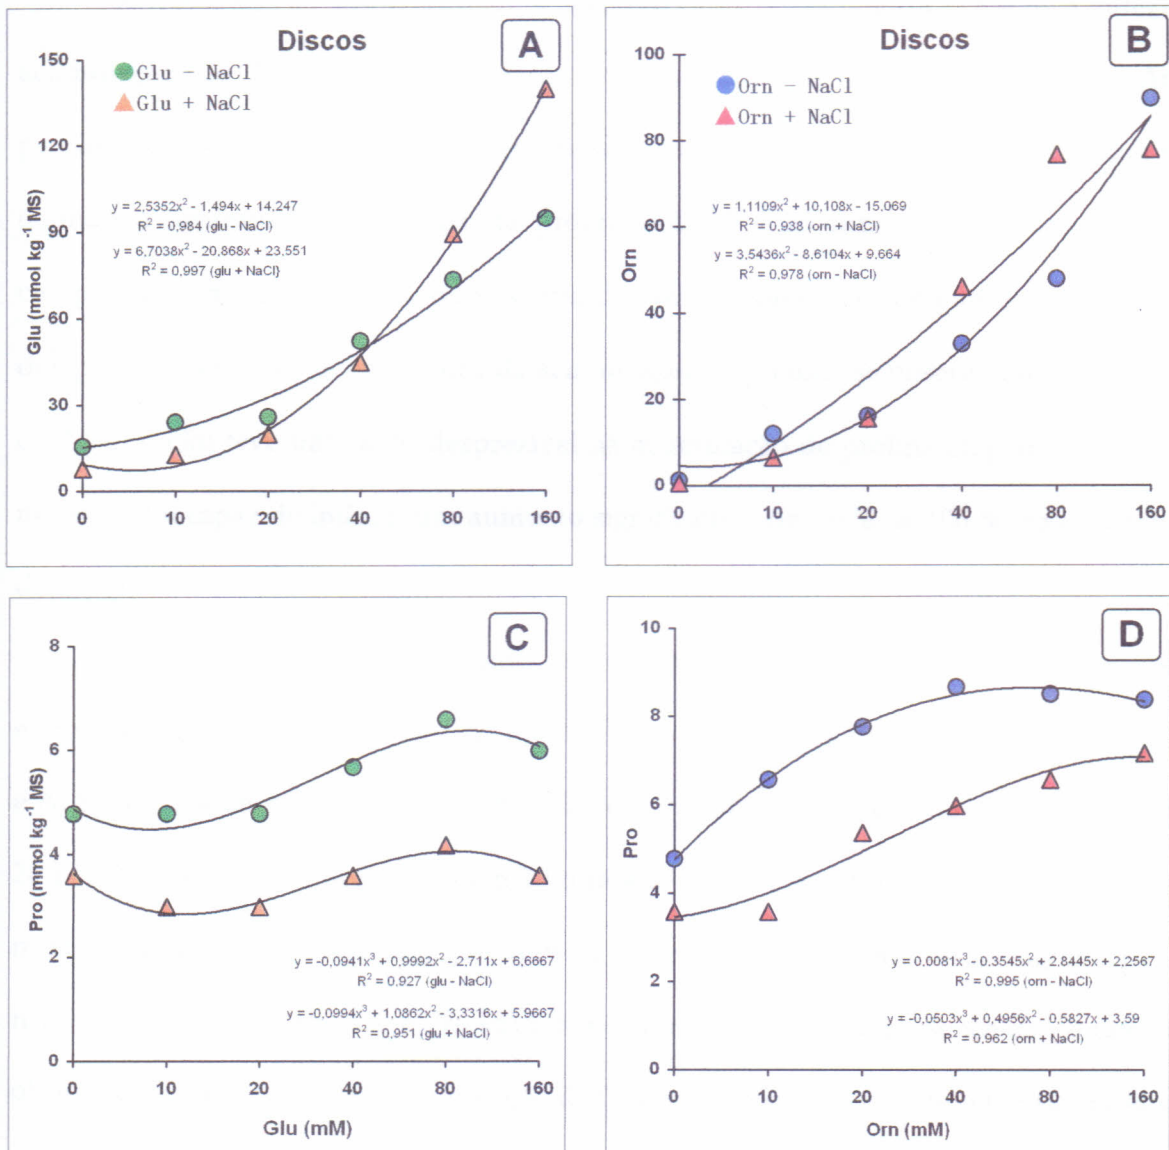 Discos
A
150
120
90
60
30
0
Glu (mmol kg⁻¹ MS)
Glu − NaCl
Glu + NaCl
y = 2,5352x² - 1,494x + 14,247
R² = 0,984 (glu - NaCl)
y = 6,7038x² - 20,868x + 23,551
R² = 0,997 (glu + NaCl}
0 10 20 40 80 160
Discos
B
100
80
60
40
20
0
Orn
Orn − NaCl
Orn + NaCl
y = 1,1109x² + 10,108x - 15,069
R² = 0,938 (orn + NaCl)
y = 3.5436x² - 8,6104x + 9,664
R² = 0,978 (orn - NaCl)
0 10 20 40 80 160
C
8
6
4
2
0
Pro (mmol kg⁻¹ MS)
y = -0,0941x³ + 0,9992x² - 2,711x + 6,6667
R² = 0,927 (glu - NaCl)
y = -0,0994x³ + 1,0862x² - 3,3316x + 5.9667
R² = 0,951 (glu + NaCl)
0 10 20 40 80 160
Glu (mM)
D
10
8
6
4
2
0
Pro
y = 0,0081x³ - 0.3545x² + 2,8445x + 2,2567
R² = 0,995 (orn - NaCl)
y = -0,0503x³ + 0,4956x² - 0,5827x + 3,59
R² = 0,962 (orn + NaCl)
0 10 20 40 80 160
Orn (mM)